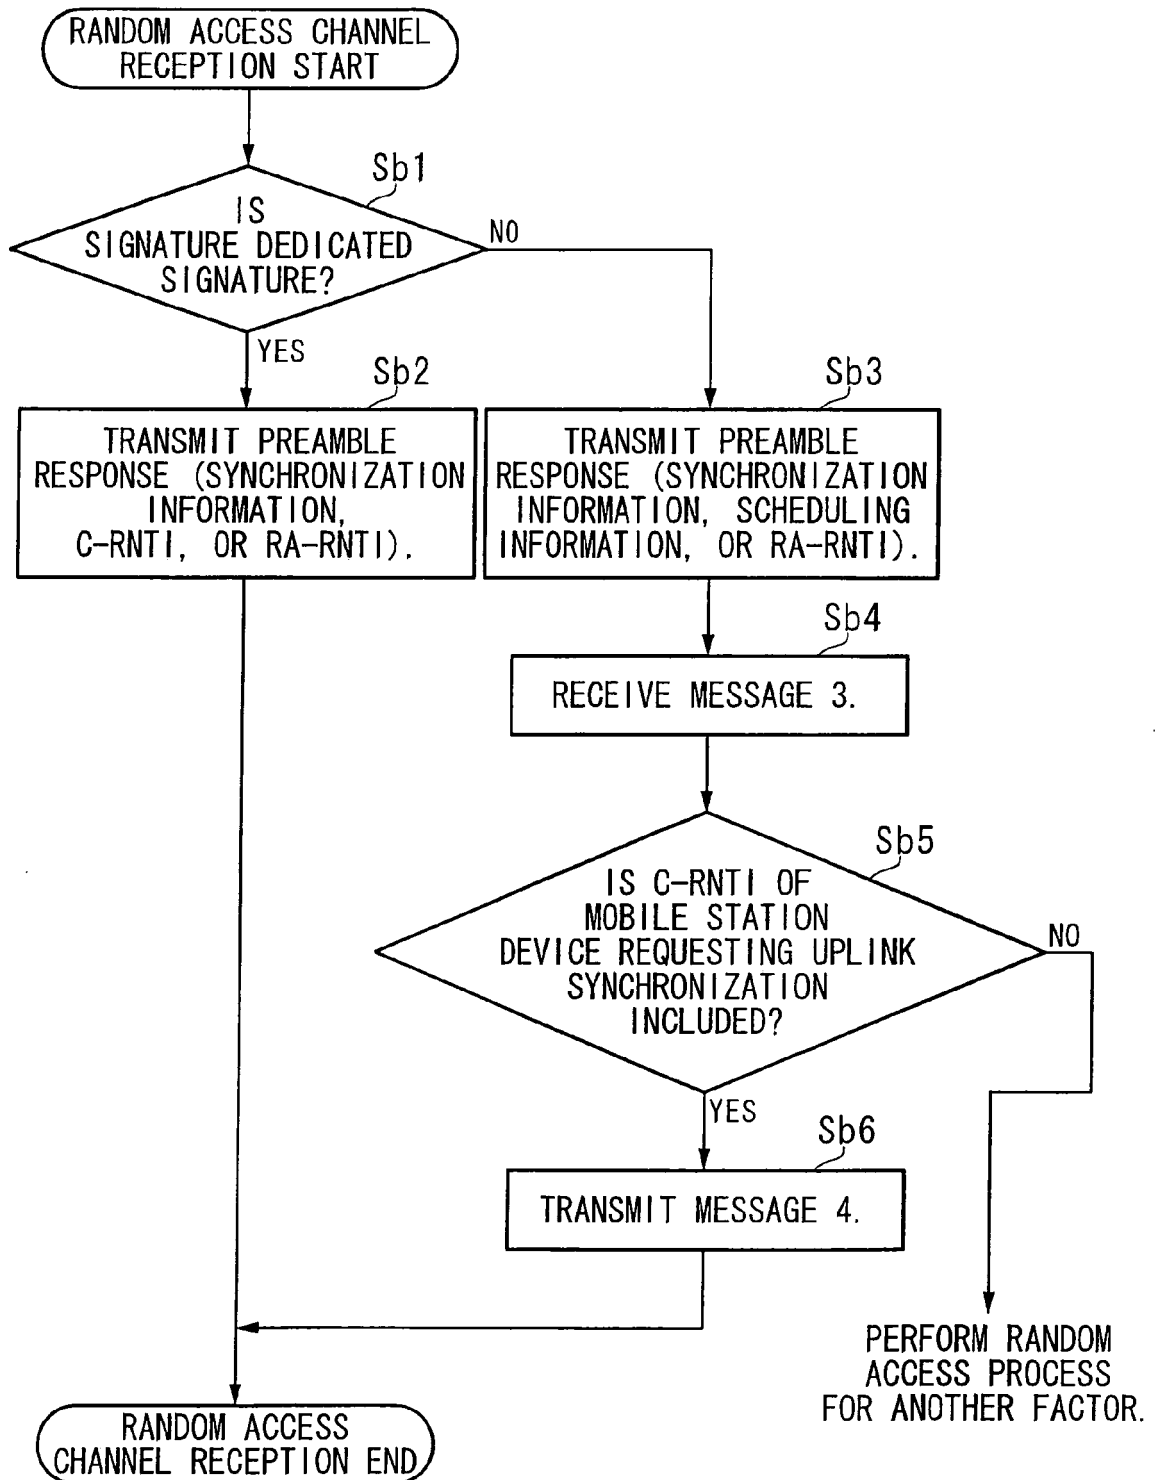 RANDOM ACCESS CHANNEL
RECEPTION START
Sb1
IS
SIGNATURE DEDICATED
SIGNATURE?
NO
YES
Sb2
TRANSMIT PREAMBLE
RESPONSE (SYNCHRONIZATION
INFORMATION,
C-RNTI, OR RA-RNTI).
Sb3
TRANSMIT PREAMBLE
RESPONSE (SYNCHRONIZATION
INFORMATION, SCHEDULING
INFORMATION, OR RA-RNTI).
Sb4
RECEIVE MESSAGE 3.
Sb5
IS C-RNTI OF
MOBILE STATION
DEVICE REQUESTING UPLINK
SYNCHRONIZATION
INCLUDED?
NO
YES
Sb6
TRANSMIT MESSAGE 4.
PERFORM RANDOM
ACCESS PROCESS
FOR ANOTHER FACTOR.
RANDOM ACCESS
CHANNEL RECEPTION END